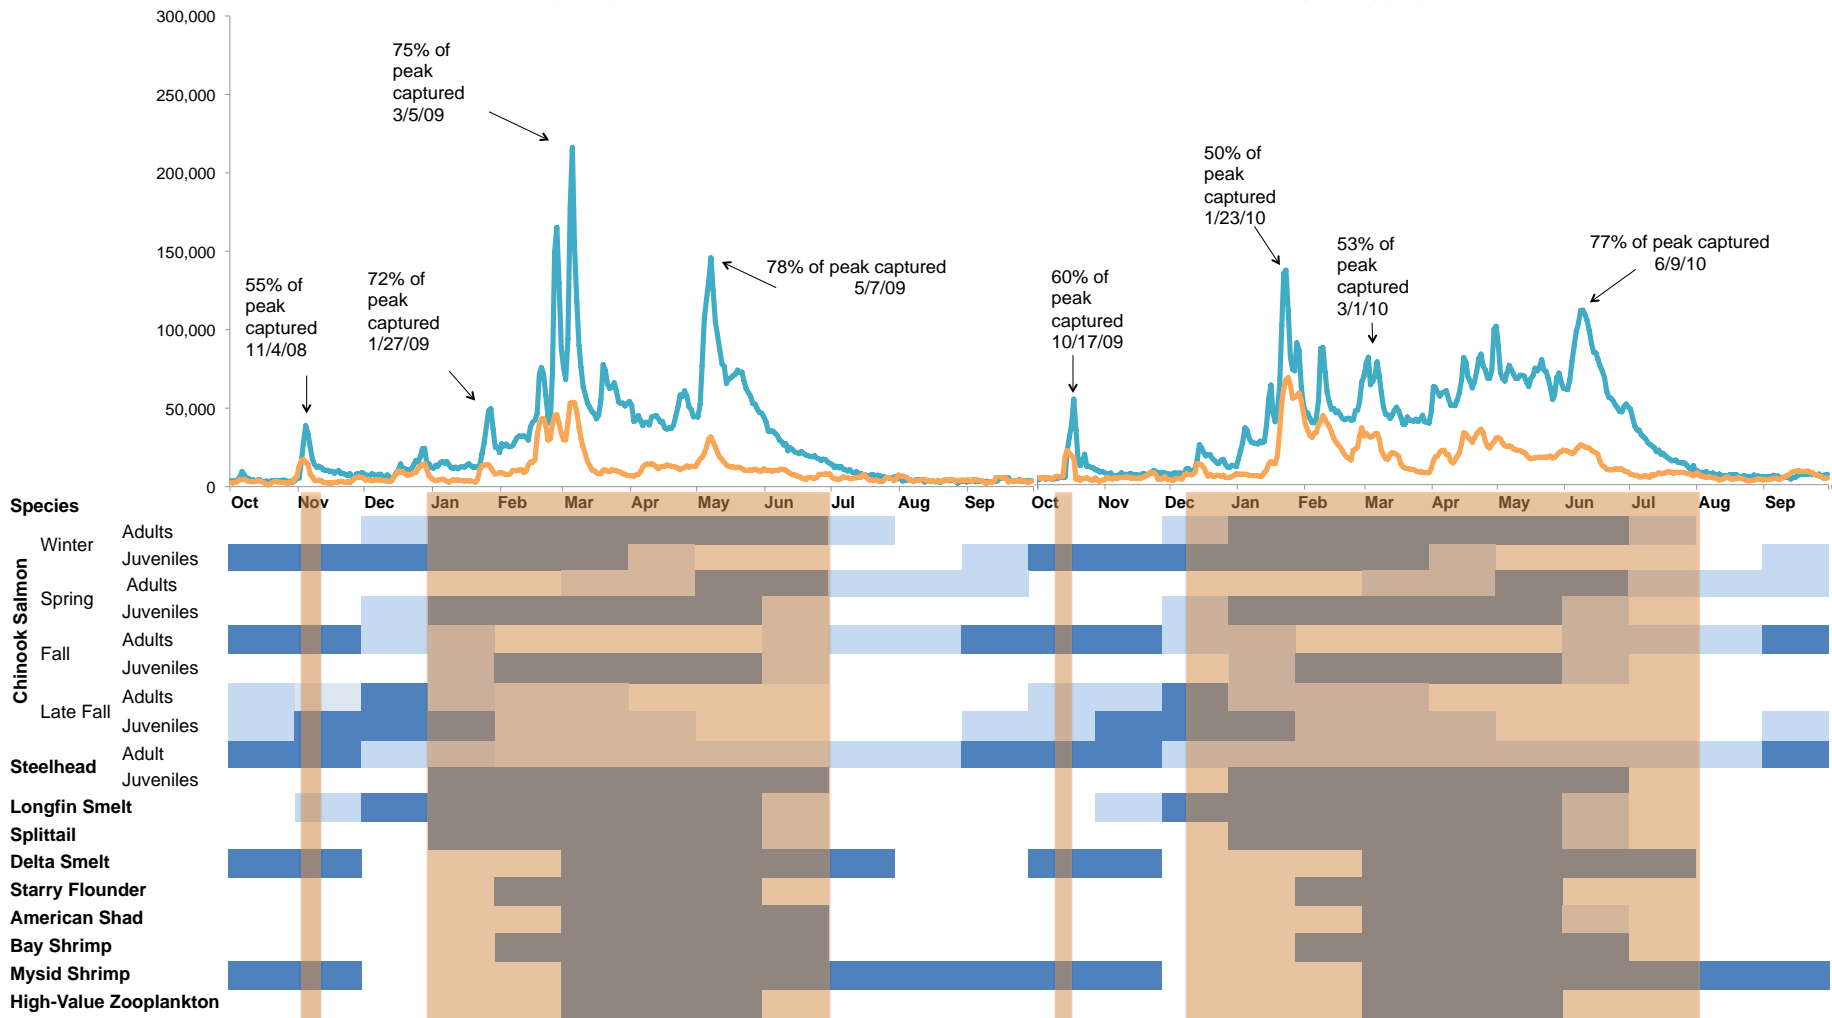 300,000
250,000
200,000
150,000
100,000
50,000
0
75% of
peak
captured
3/5/09
55% of
peak
captured
11/4/08
72% of
peak
captured
1/27/09
78% of peak captured
5/7/09
60% of
peak
captured
10/17/09
50% of
peak
captured
1/23/10
53% of
peak
captured
3/1/10
77% of peak captured
6/9/10
Oct Nov Dec Jan Feb Mar Apr May Jun Jul Aug Sep Oct Nov Dec Jan Feb Mar Apr May Jun Jul Aug Sep
Species
Chinook Salmon
Winter
Adults
Juveniles
Spring
Adults
Juveniles
Fall
Adults
Juveniles
Late Fall
Adults
Juveniles
Steelhead
Adult
Juveniles
Longfin Smelt
Splittail
Delta Smelt
Starry Flounder
American Shad
Bay Shrimp
Mysid Shrimp
High-Value Zooplankton